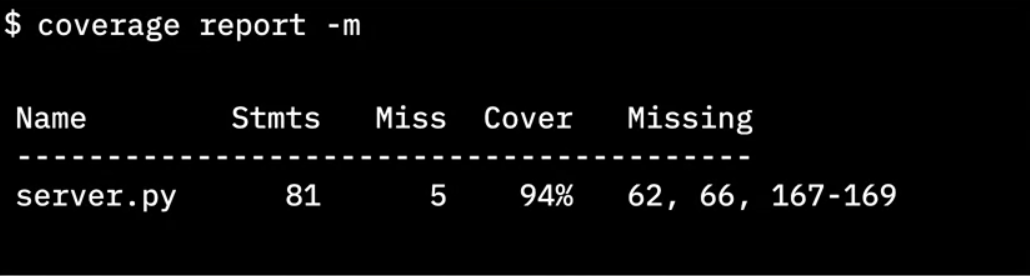 $ coverage report -m
Name Stmts Miss Cover Missing
-----------------------------------------
server.py 81 5 94% 62, 66, 167-169